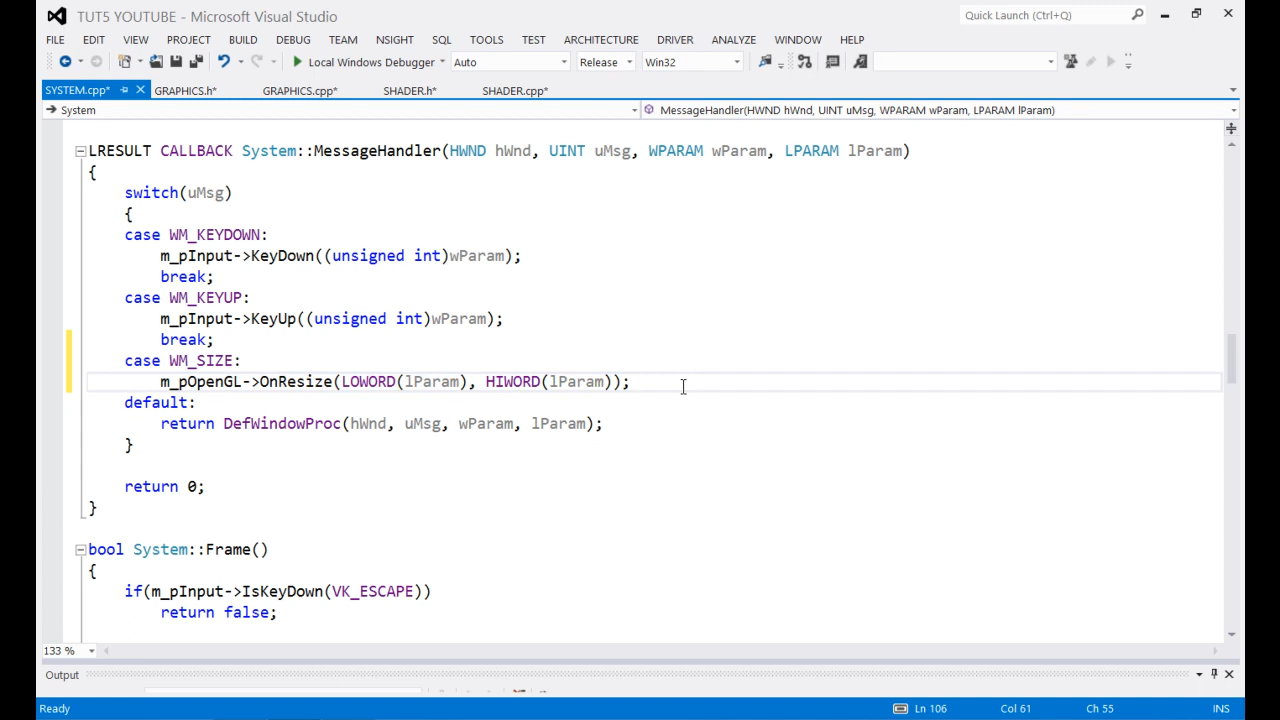 TUT5 YOUTUBE - Microsoft Visual Studio
Quick Launch (Ctrl+Q)
FILE EDIT VIEW PROJECT BUILD DEBUG TEAM NSIGHT SQL TOOLS TEST ARCHITECTURE DRIVER ANALYZE WINDOW HELP
Local Windows Debugger Auto Release Win32
SYSTEM.cpp* GRAPHICS.h* GRAPHICS.cpp* SHADER.h* SHADER.cpp*
System MessageHandler(HWND hWnd, UINT uMsg, WPARAM wParam, LPARAM lParam)
LRESULT CALLBACK System::MessageHandler(HWND hWnd, UINT uMsg, WPARAM wParam, LPARAM lParam)
{
switch(uMsg)
{
case WM_KEYDOWN:
m_pInput->KeyDown((unsigned int)wParam);
break;
case WM_KEYUP:
m_pInput->KeyUp((unsigned int)wParam);
break;
case WM_SIZE:
m_pOpenGL->OnResize(LOWORD(lParam), HIWORD(lParam));
default:
return DefWindowProc(hWnd, uMsg, wParam, lParam);
}
return 0;
}
bool System::Frame()
{
if(m_pInput->IsKeyDown(VK_ESCAPE))
return false;
133 %
Output
Ready Ln 106 Col 61 Ch 55 INS